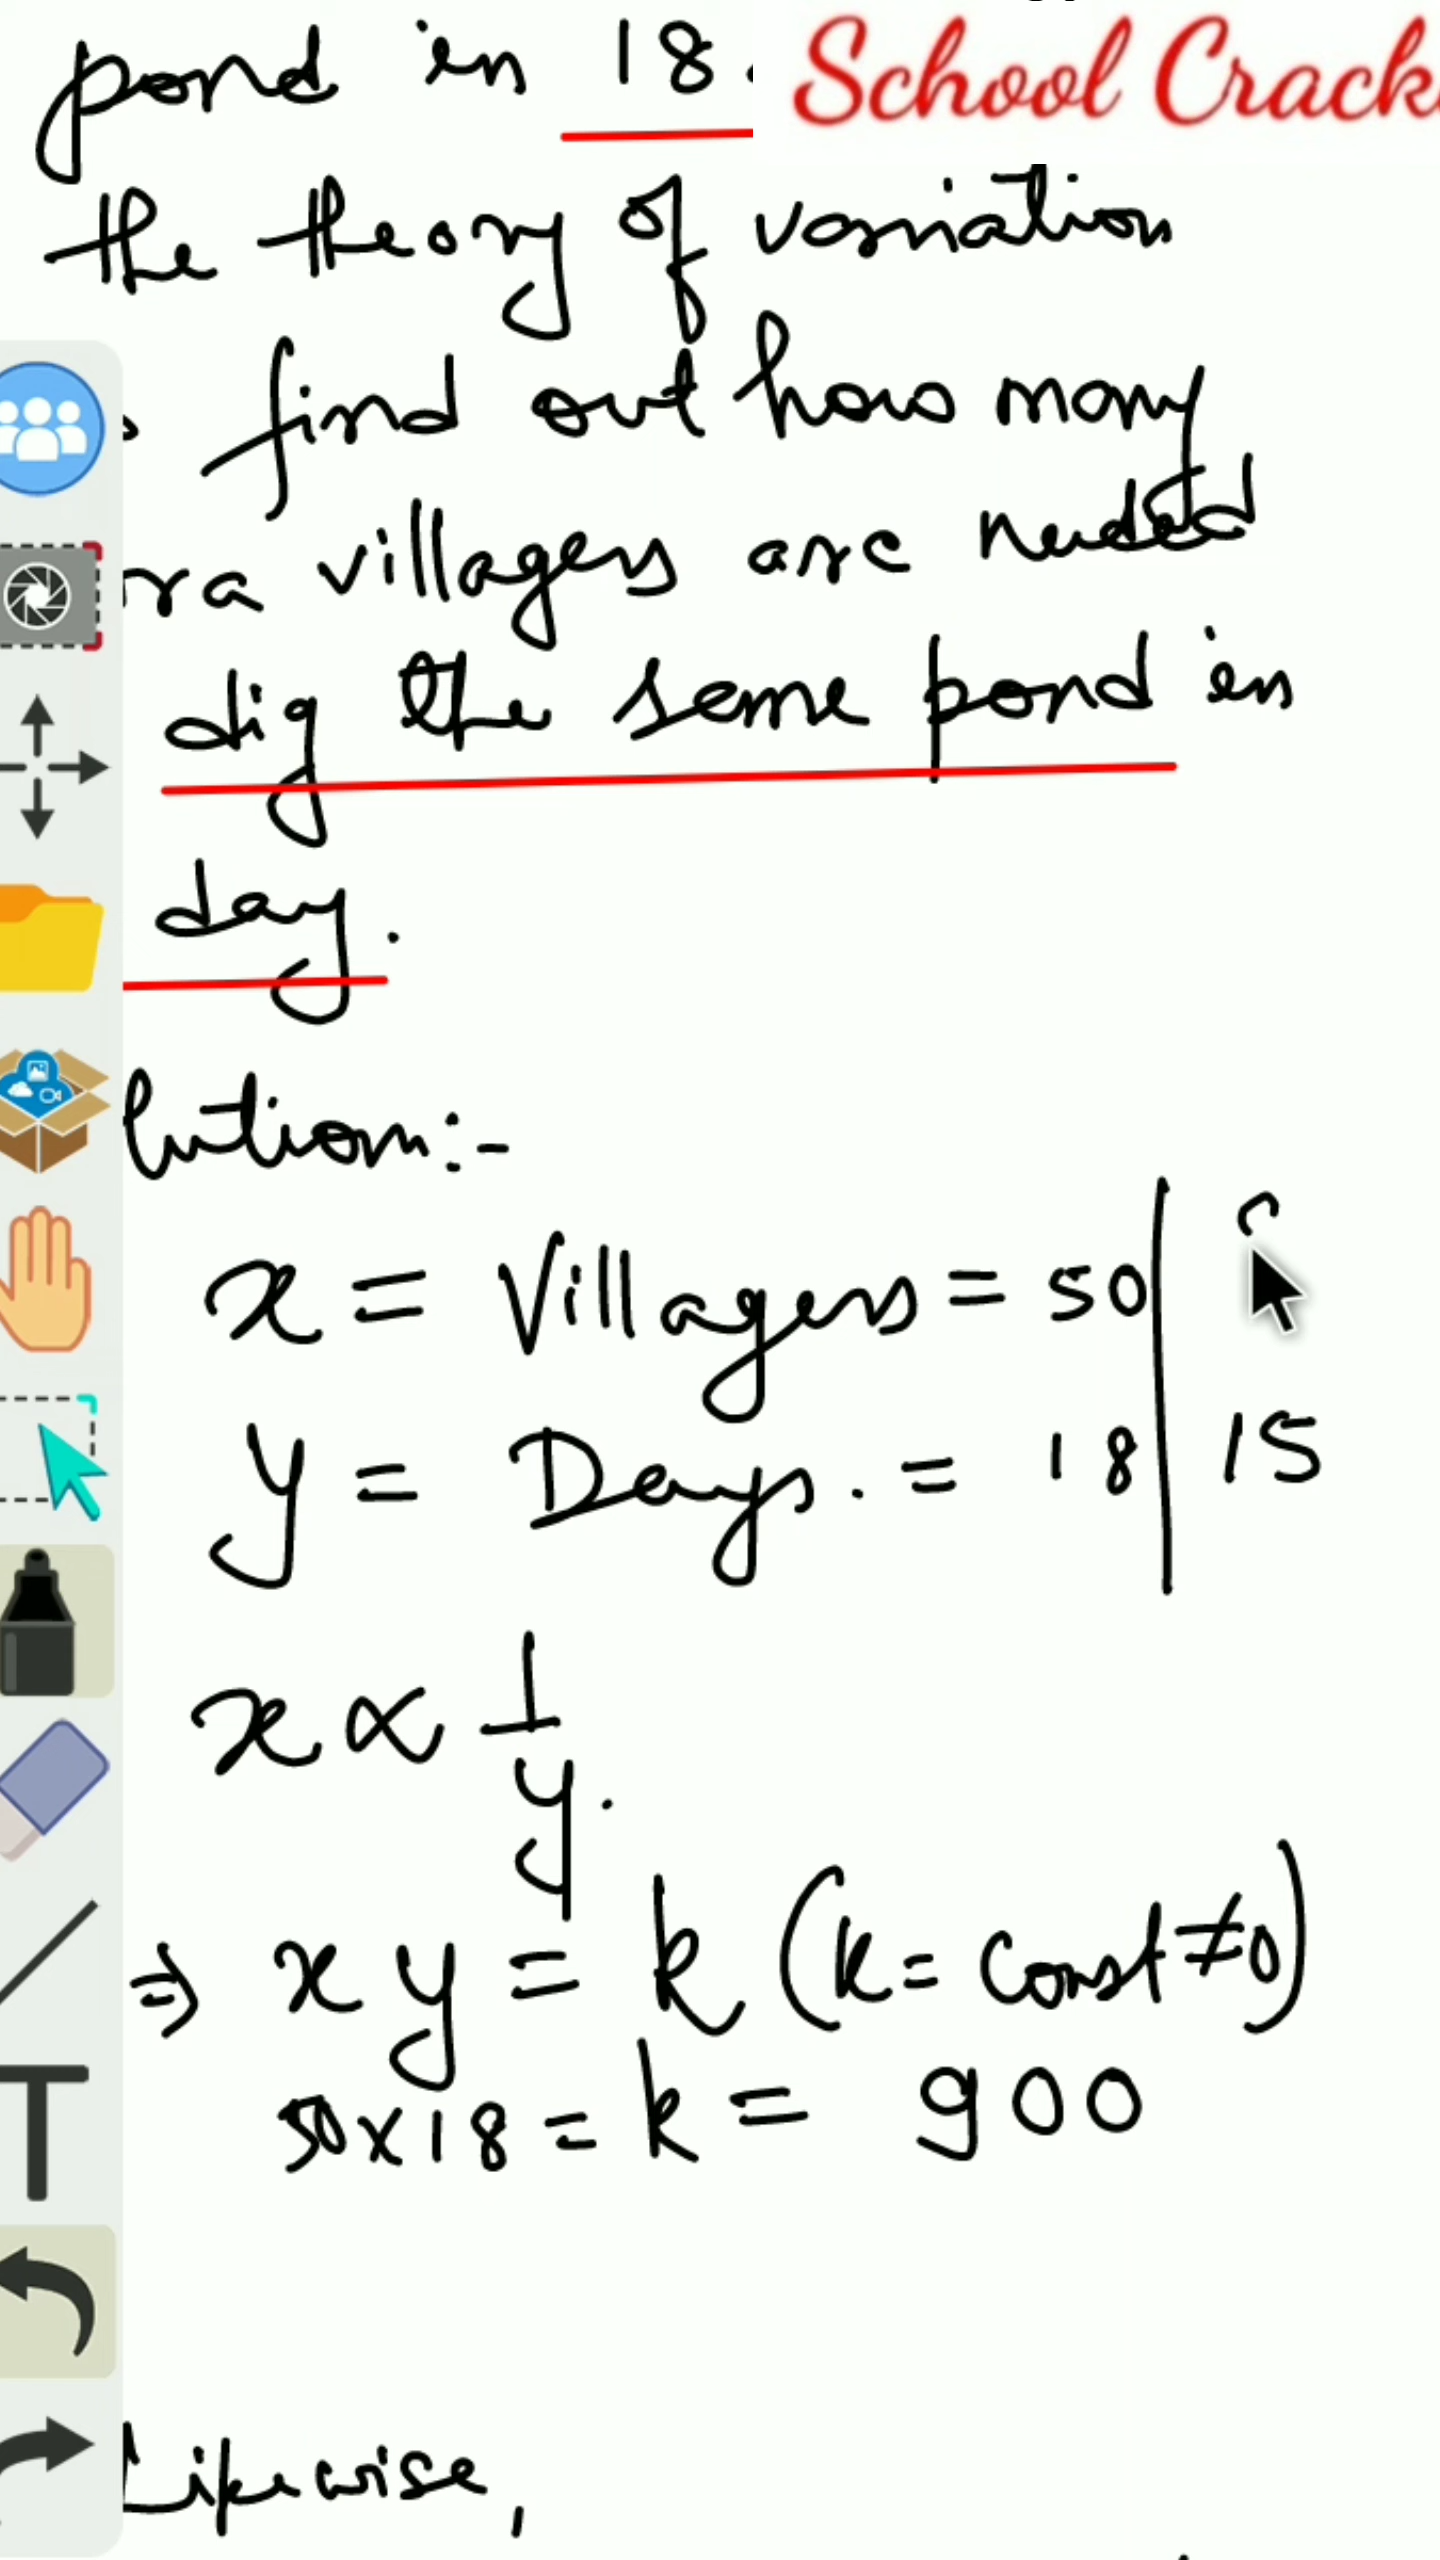 School Crack
pond in 18.
the theory of variation
find out how many
ra villagers are needed
dig the same pond in
day.
lution:-
x = Villagers = 50
y = Days. = 18 | 15
x ∝ 1/y.
⇒ xy = k (k = const ≠ 0)
50 x 18 = k = 900
Likewise,
T